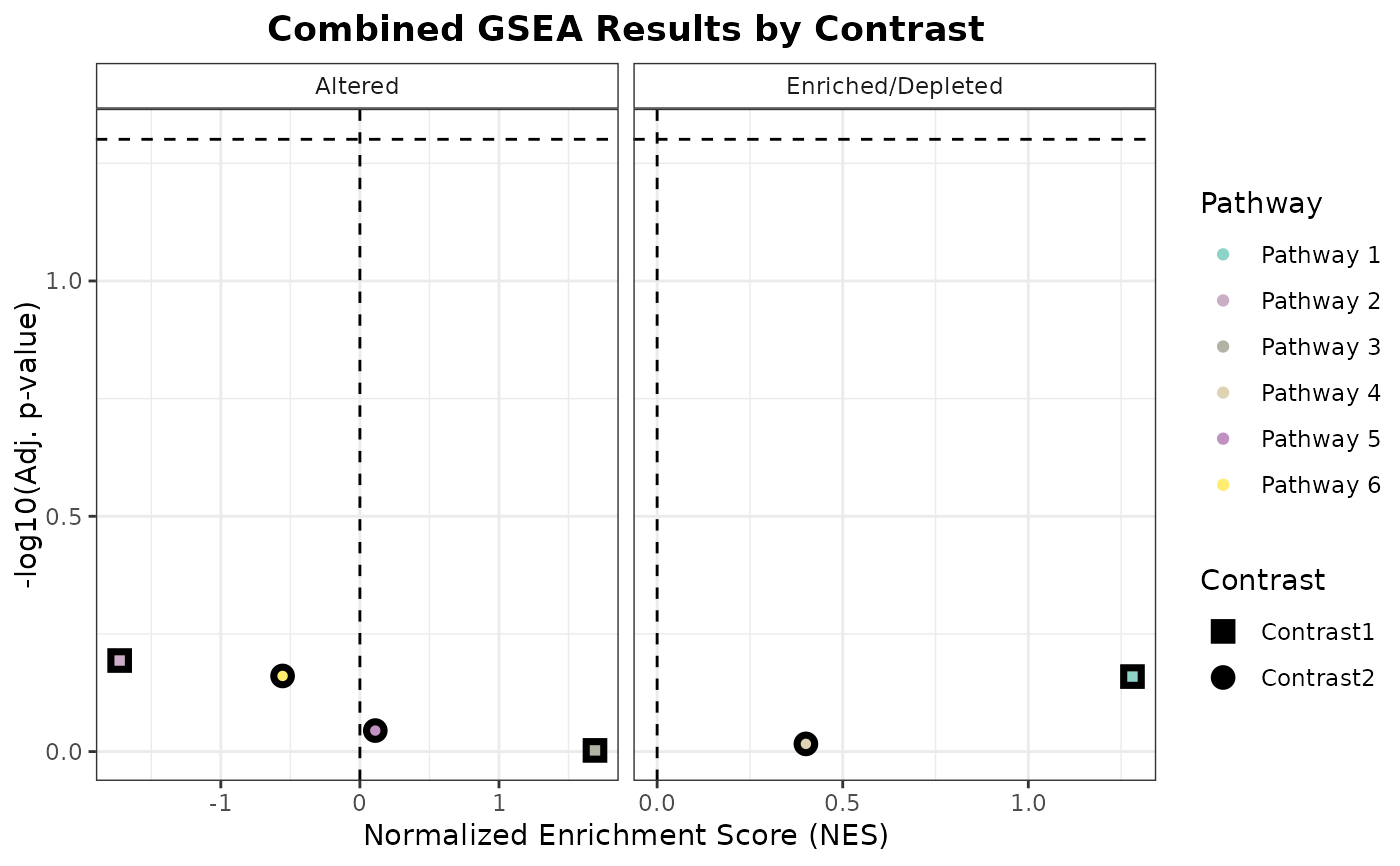 Combined GSEA Results by Contrast
Altered
Enriched/Depleted
-log10(Adj. p-value)
1.0
0.5
0.0
-1
0
1
0.0
0.5
1.0
Normalized Enrichment Score (NES)
Pathway
Pathway 1
Pathway 2
Pathway 3
Pathway 4
Pathway 5
Pathway 6
Contrast
Contrast1
Contrast2